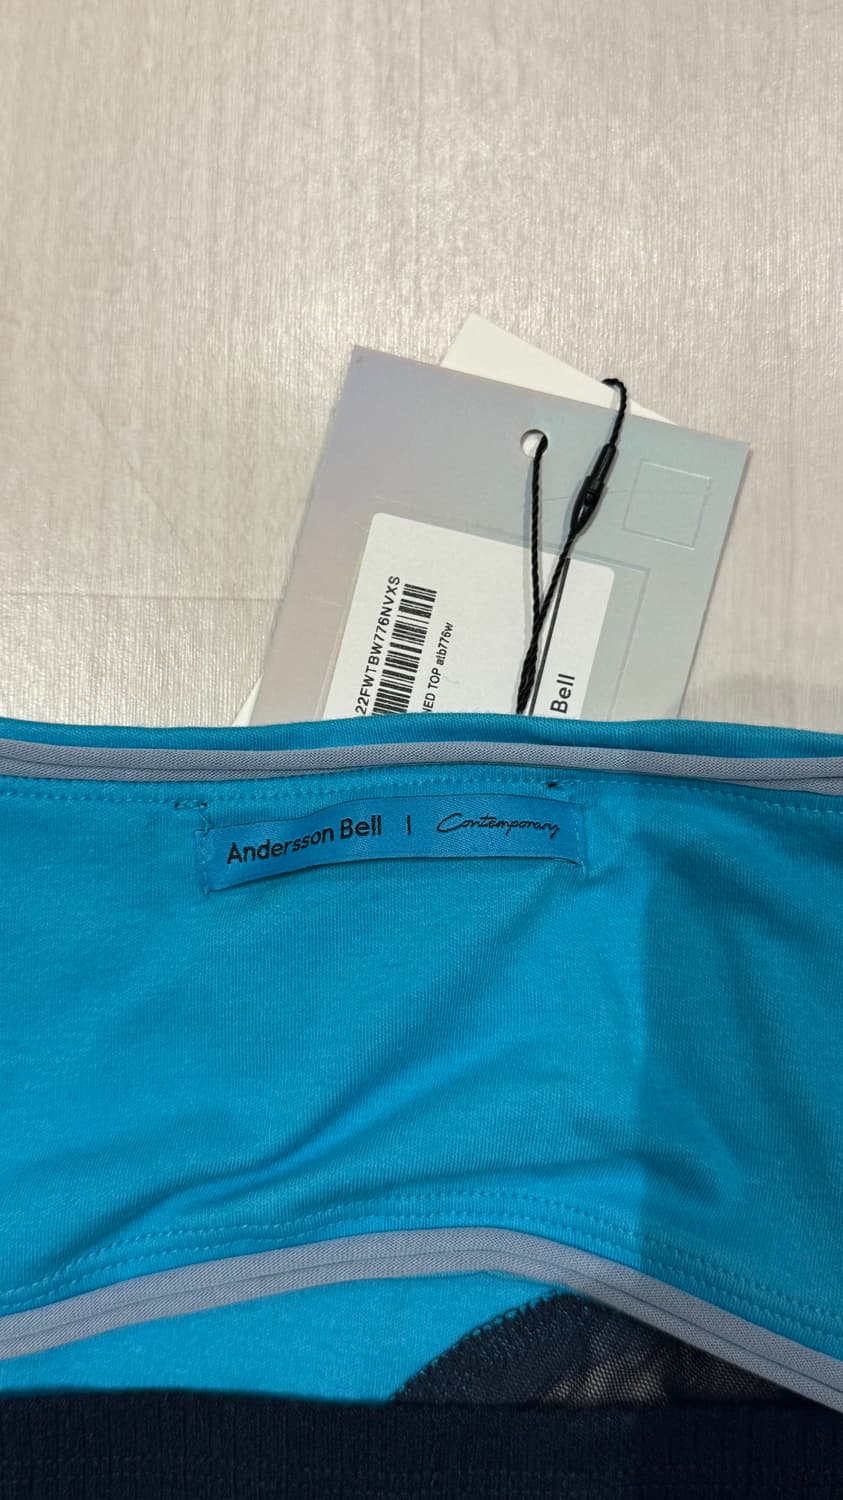 22FWTBW776NVXS
NED TOP atb776w
Bell
Andersson Bell | Contemporary